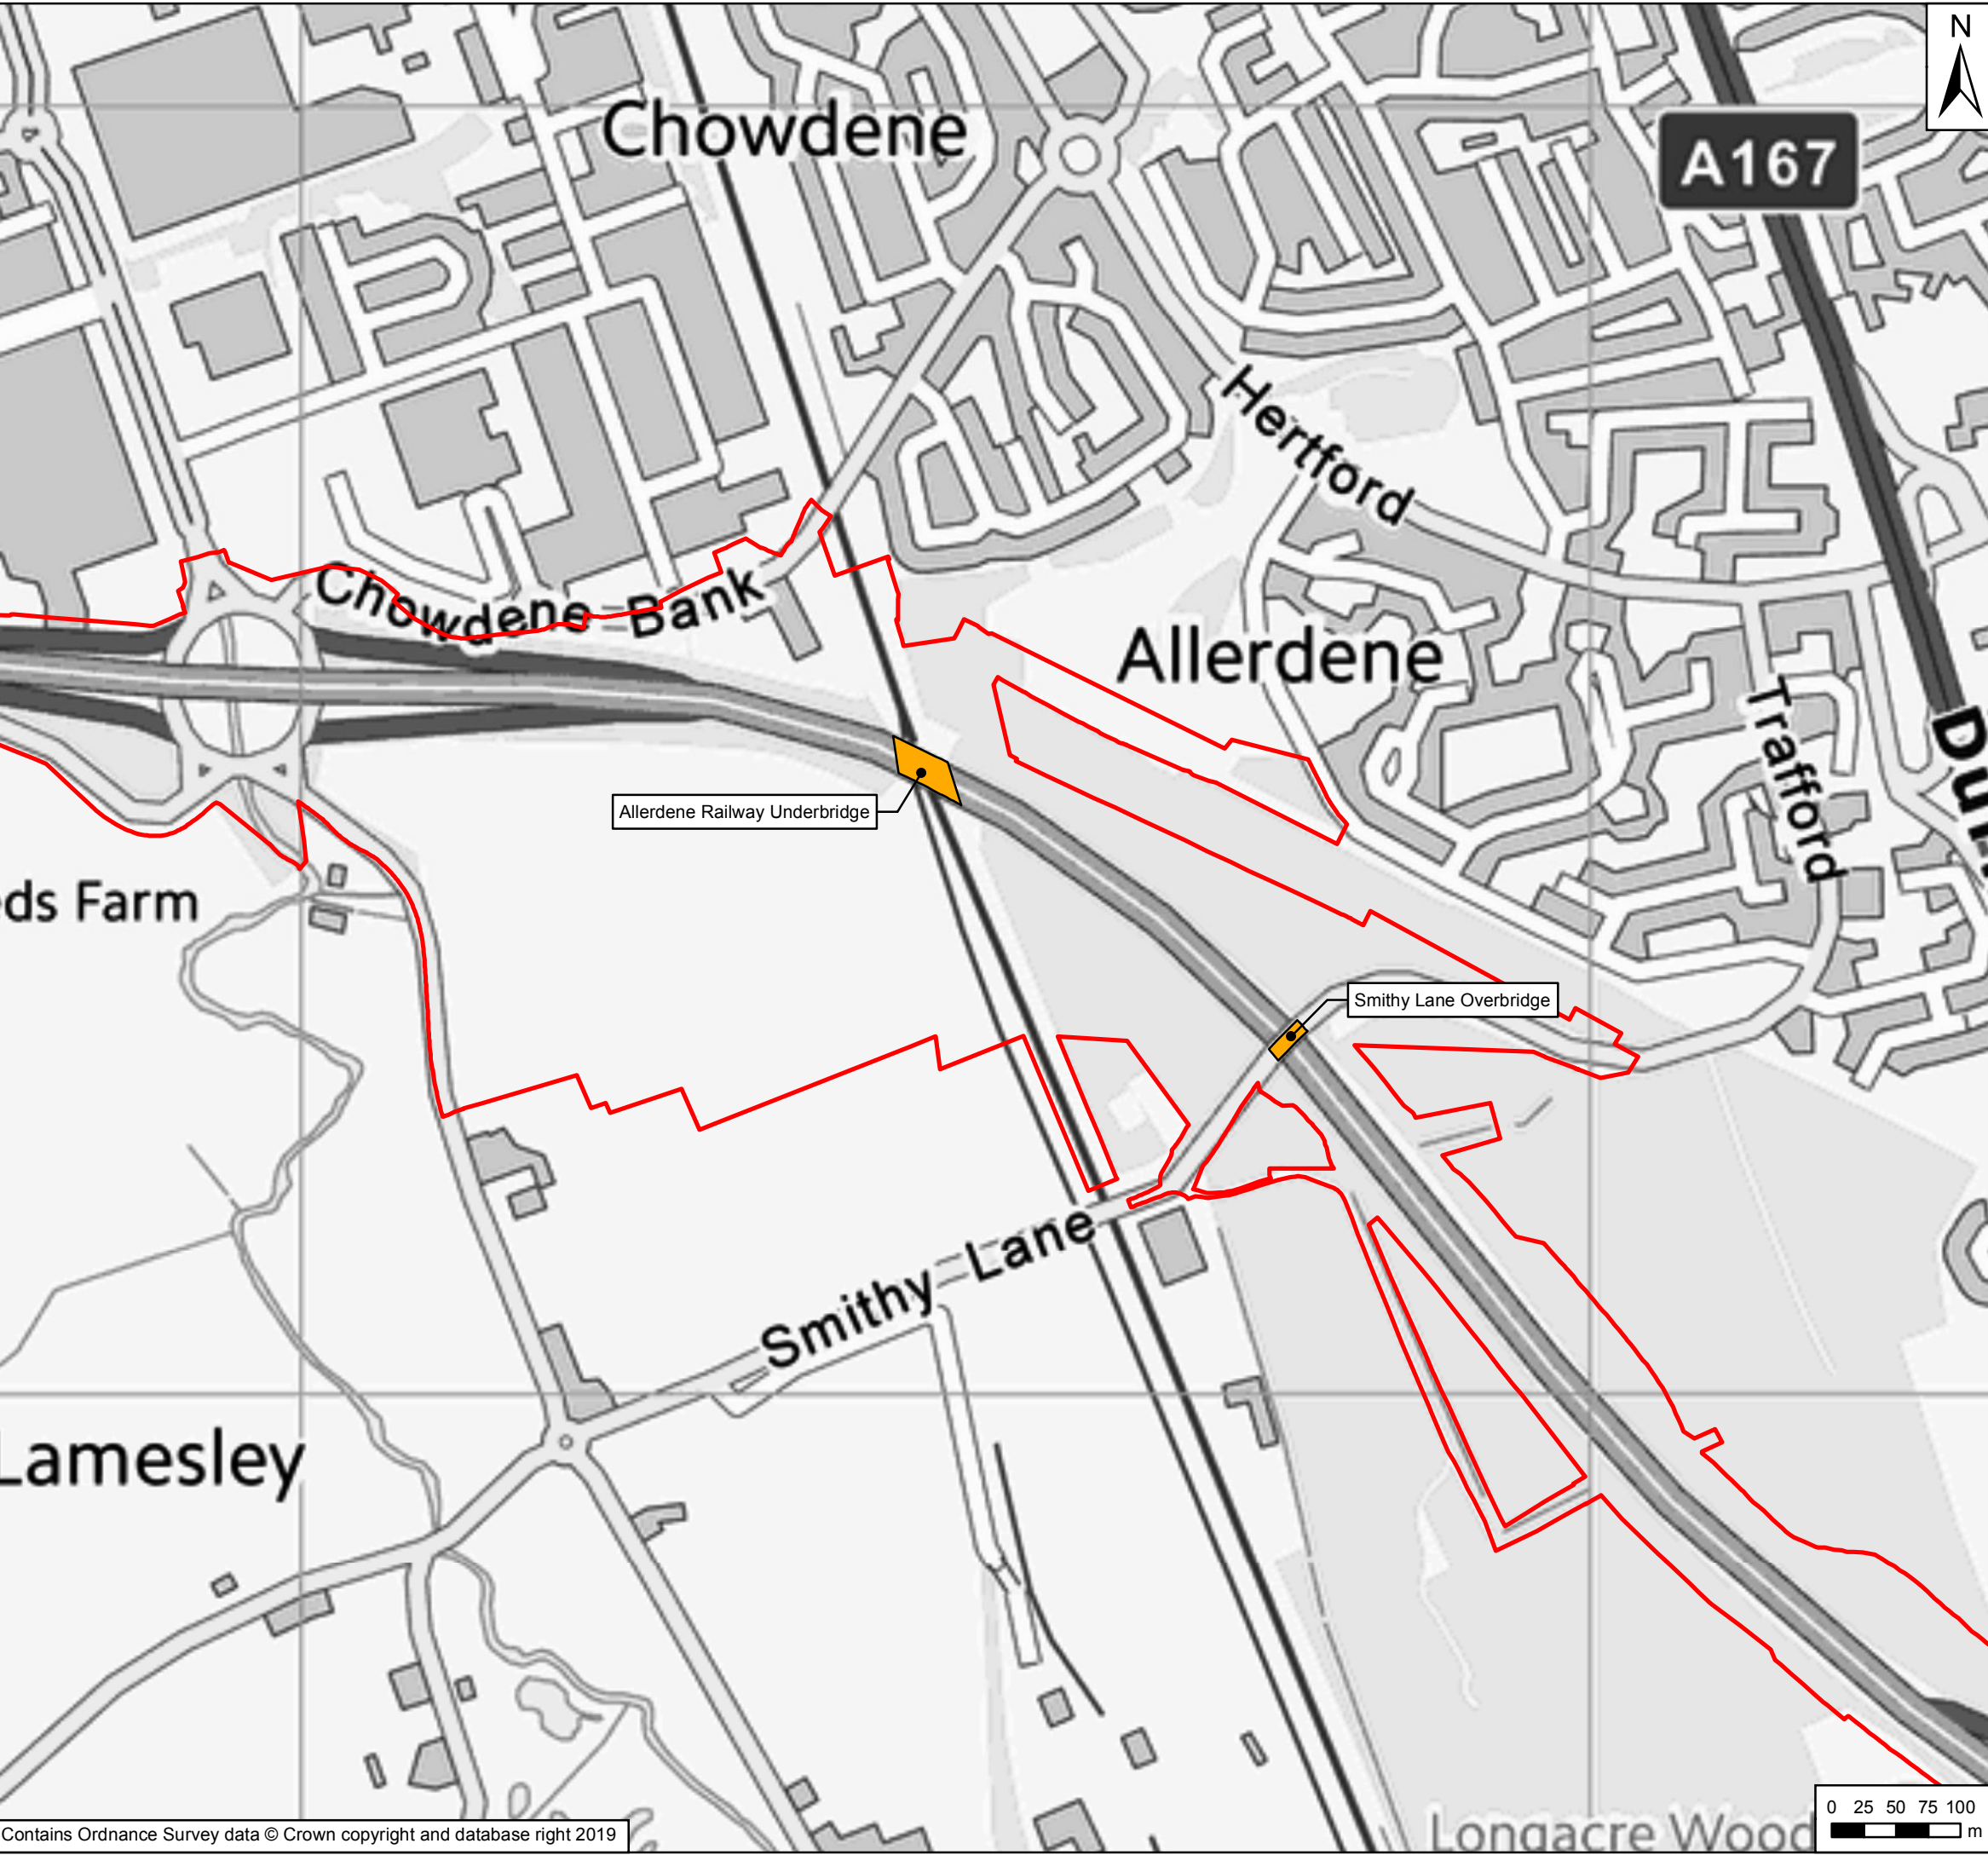 N
Chowdene
A167
Hertford
Chowdene Bank
Allerdene
Trafford
Allerdene Railway Underbridge
eds Farm
Smithy Lane Overbridge
Smithy Lane
Lamesley
Longacre Wood
0 25 50 75 100
m
Contains Ordnance Survey data © Crown copyright and database right 2019